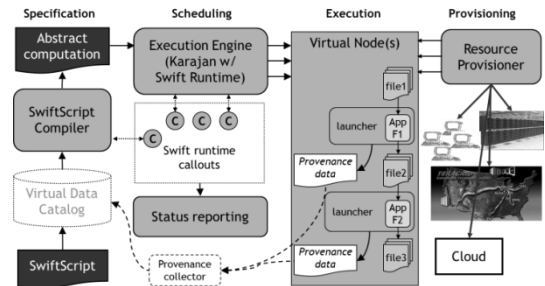 Specification
Scheduling
Execution
Provisioning
Abstract
computation
Execution Engine
(Karajan w/
Swift Runtime)
Virtual Node(s)
Resource
Provisioner
file1
SwiftScript
Compiler
C
C
C
C
Swift runtime
callouts
launcher
App
F1
Provenance
data
file2
Virtual Data
Catalog
Status reporting
launcher
App
F2
Provenance
data
file3
SwiftScript
Provenance
collector
Cloud